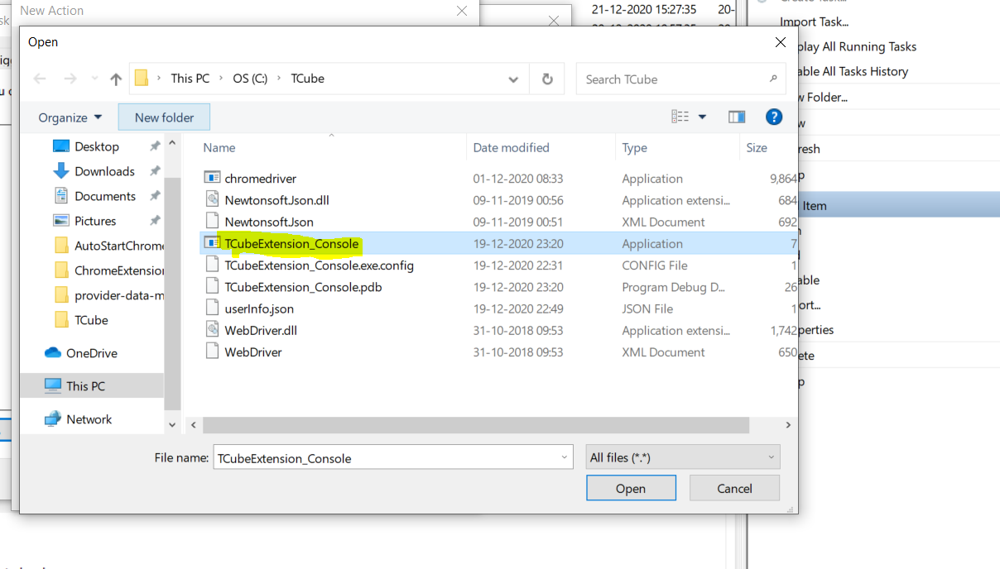 New Action
21-12-2020 15:27:35 20-
Import Task...
Open
play All Running Tasks
This PC OS (C:) TCube
Search TCube
able All Tasks History
w Folder...
Organize New folder
w
Name Date modified Type Size
Desktop
resh
Downloads
chromedriver 01-12-2020 08:33 Application 9,864
p
Documents
NewtonsoftJson.dll 09-11-2019 00:56 Application extensi... 684
Item
Pictures
NewtonsoftJson 09-11-2019 00:51 XML Document 692
AutoStartChrome
TCubeExtension_Console 19-12-2020 23:20 Application 7
ChromeExtension
TCubeExtension_Console.exe.config 19-12-2020 22:31 CONFIG File 1
able
provider-data-m
TCubeExtension_Console.pdb 19-12-2020 23:20 Program Debug D... 26
ort...
TCube
userInfo.json 19-12-2020 22:49 JSON File 1
WebDriver.dll 31-10-2018 09:53 Application extensi... 1,742
perties
OneDrive
WebDriver 31-10-2018 09:53 XML Document 650
ete
This PC
p
Network
File name: TCubeExtension_Console All files (*.*)
Open Cancel